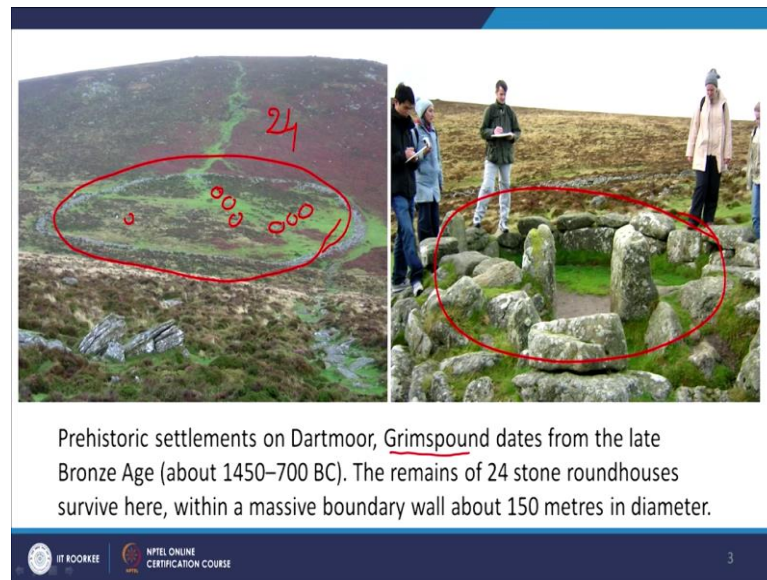 24
Prehistoric settlements on Dartmoor, Grimspound dates from the late
Bronze Age (about 1450–700 BC). The remains of 24 stone roundhouses
survive here, within a massive boundary wall about 150 metres in diameter.
IIT ROORKEE
NPTEL ONLINE
CERTIFICATION COURSE
3